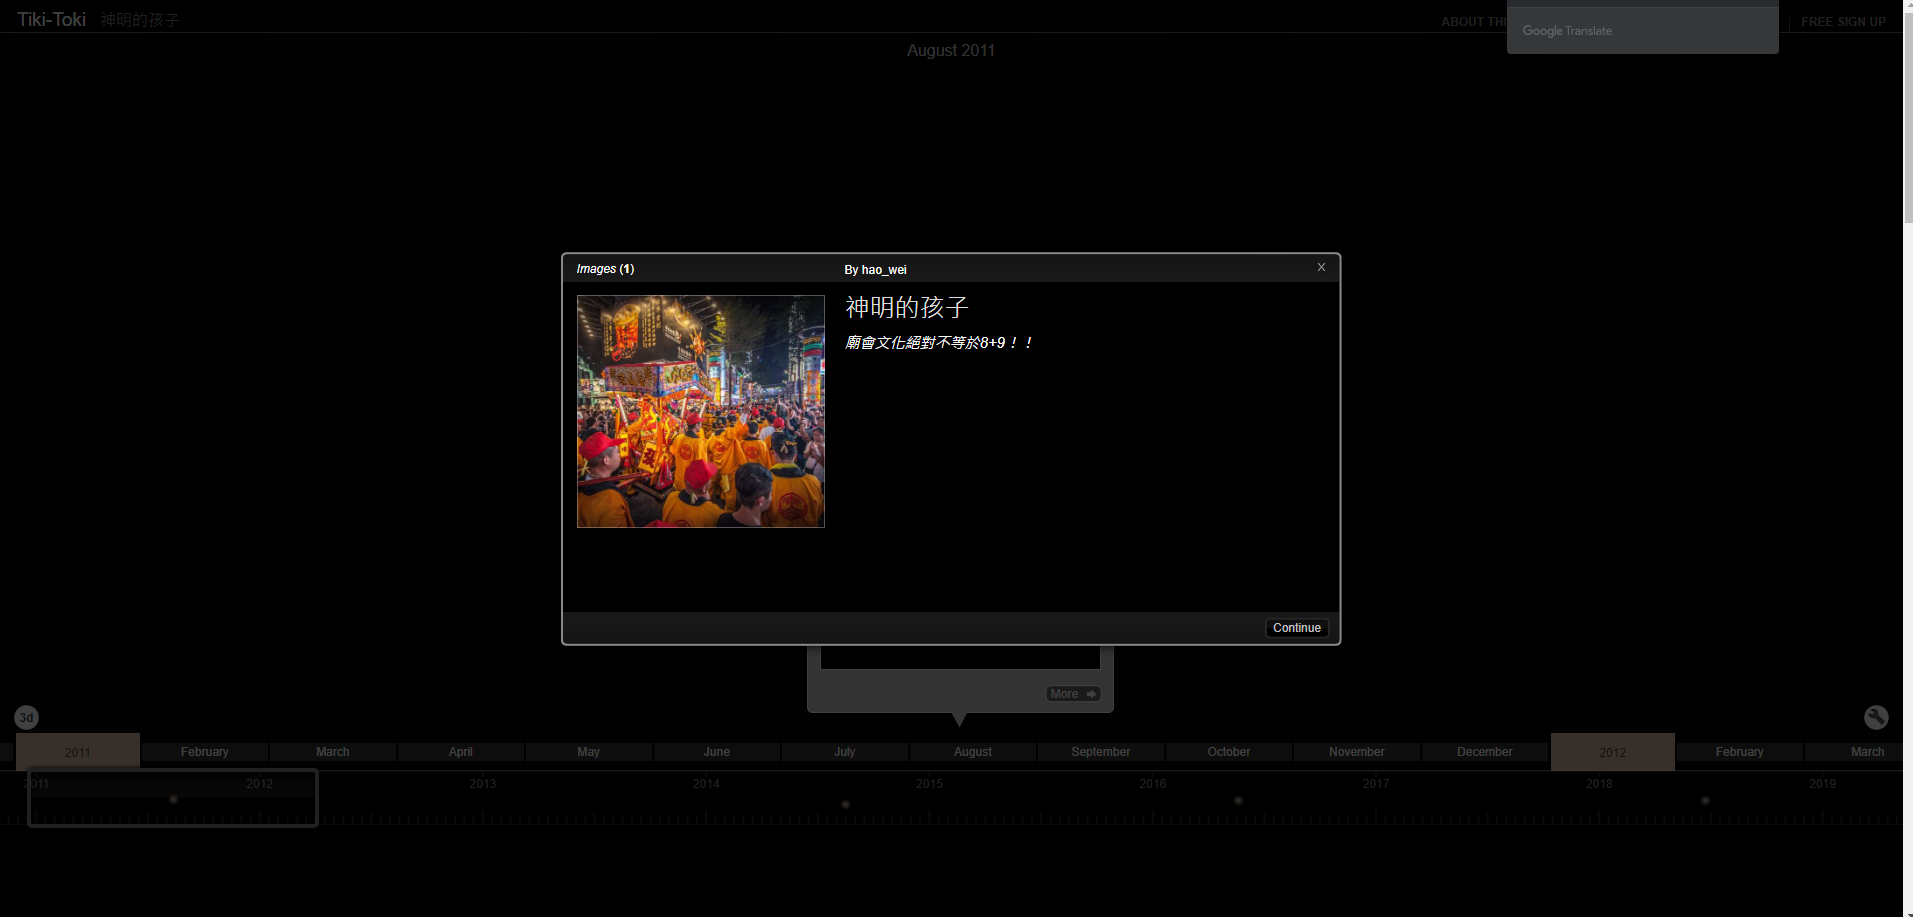 Tiki-Toki 神明的孩子
ABOUT THI
Google Translate
FREE SIGN UP
August 2011
Images (1)
By hao_wei
X
神明的孩子
廟會文化絕對不等於8+9！！
Continue
More
3d
2011 February March April May June July August September October November December 2012 February March
2011 2012 2013 2014 2015 2016 2017 2018 2019